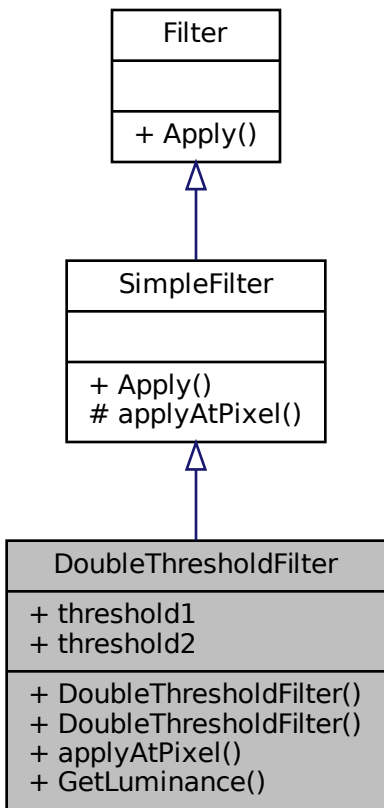 Filter
+ Apply()
SimpleFilter
+ Apply()
# applyAtPixel()
DoubleThresholdFilter
+ threshold1
+ threshold2
+ DoubleThresholdFilter()
+ DoubleThresholdFilter()
+ applyAtPixel()
+ GetLuminance()